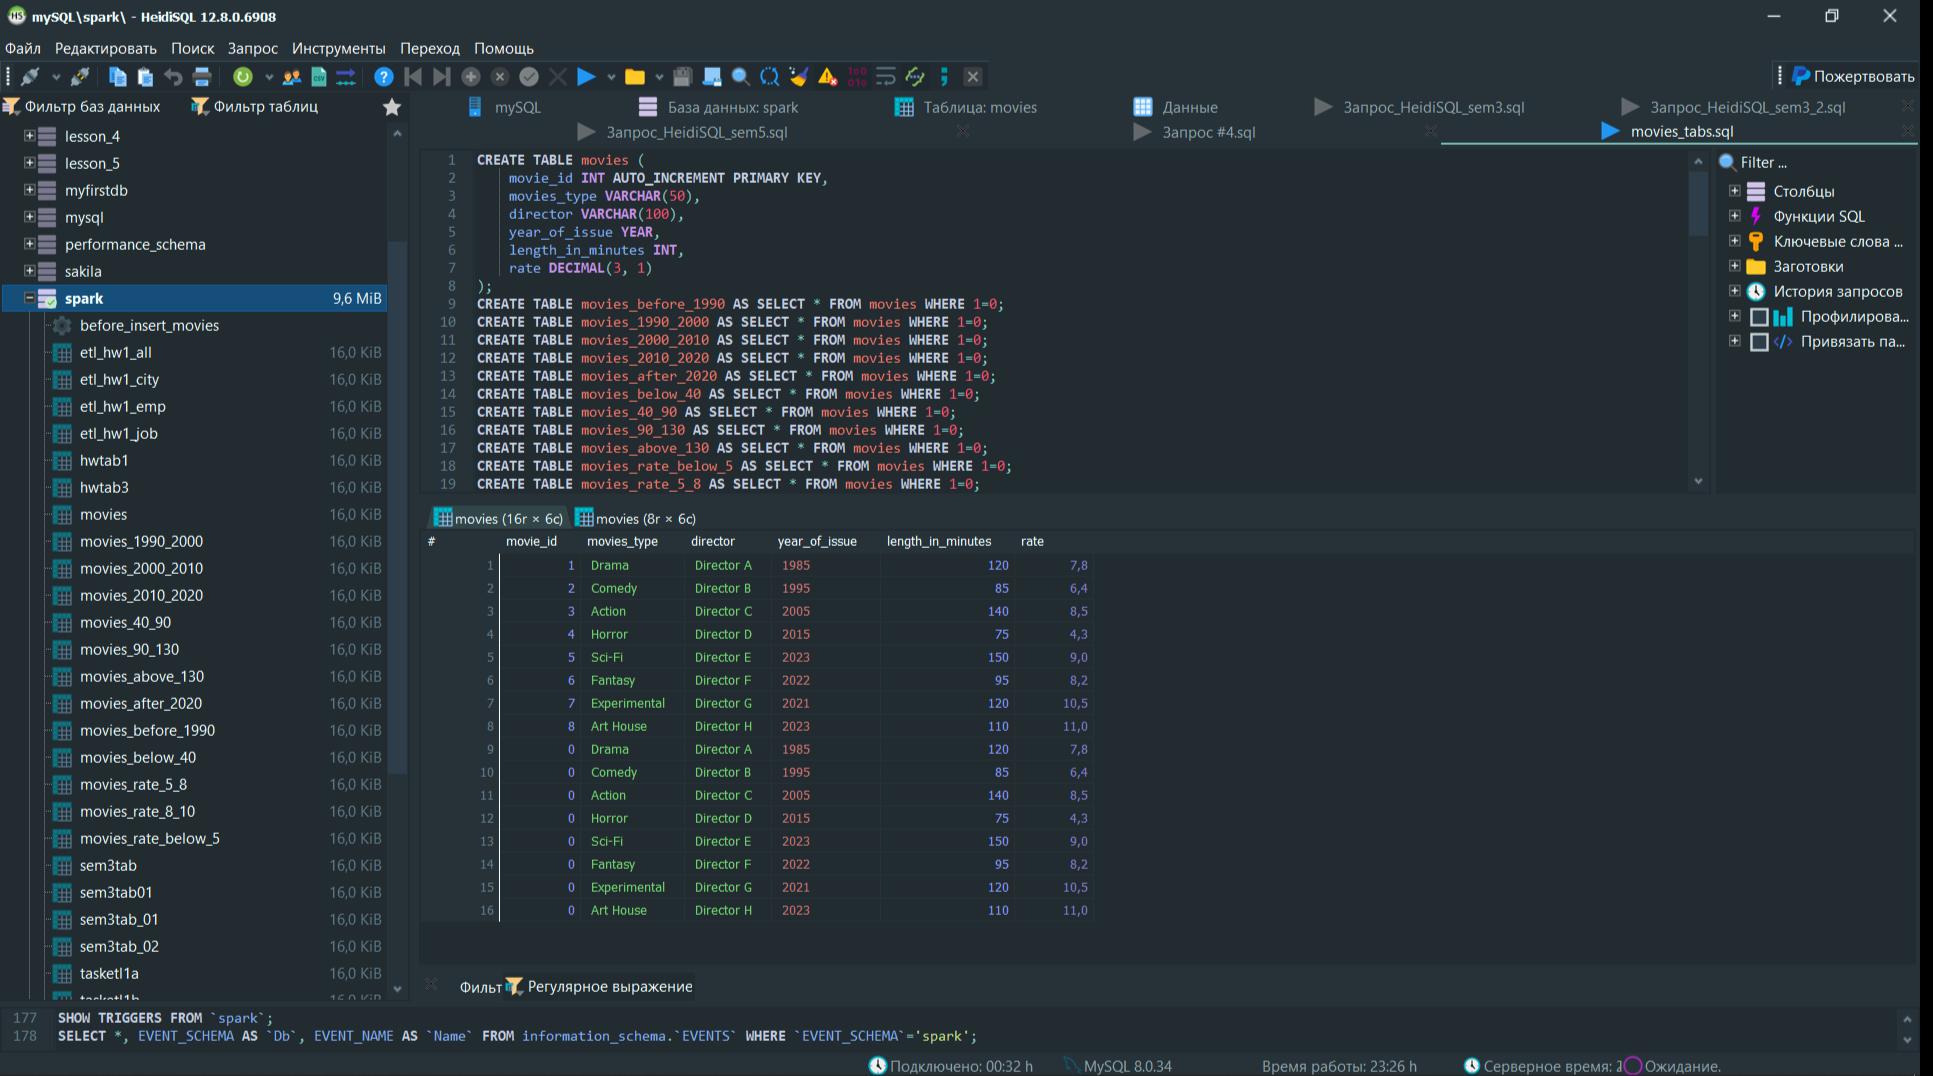 mySQL\spark\ - HeidiSQL 12.8.0.6908
Файл Редактировать Поиск Запрос Инструменты Переход Помощь
Пожертвовать
Фильтр баз данных Фильтр таблиц
mySQL База данных: spark Таблица: movies Данные Запрос_HeidiSQL_sem3.sql Запрос_HeidiSQL_sem3_2.sql
Запрос_HeidiSQL_sem5.sql Запрос #4.sql movies_tabs.sql
lesson_4
lesson_5
myfirstdb
mysql
performance_schema
sakila
spark 9,6 MiB
before_insert_movies
etl_hw1_all 16,0 KiB
etl_hw1_city 16,0 KiB
etl_hw1_emp 16,0 KiB
etl_hw1_job 16,0 KiB
hwtab1 16,0 KiB
hwtab3 16,0 KiB
movies 16,0 KiB
movies_1990_2000 16,0 KiB
movies_2000_2010 16,0 KiB
movies_2010_2020 16,0 KiB
movies_40_90 16,0 KiB
movies_90_130 16,0 KiB
movies_above_130 16,0 KiB
movies_after_2020 16,0 KiB
movies_before_1990 16,0 KiB
movies_below_40 16,0 KiB
movies_rate_5_8 16,0 KiB
movies_rate_8_10 16,0 KiB
movies_rate_below_5 16,0 KiB
sem3tab 16,0 KiB
sem3tab01 16,0 KiB
sem3tab_01 16,0 KiB
sem3tab_02 16,0 KiB
tasketl1a 16,0 KiB
1 CREATE TABLE movies (
2 movie_id INT AUTO_INCREMENT PRIMARY KEY,
3 movies_type VARCHAR(50),
4 director VARCHAR(100),
5 year_of_issue YEAR,
6 length_in_minutes INT,
7 rate DECIMAL(3, 1)
8 );
9 CREATE TABLE movies_before_1990 AS SELECT * FROM movies WHERE 1=0;
10 CREATE TABLE movies_1990_2000 AS SELECT * FROM movies WHERE 1=0;
11 CREATE TABLE movies_2000_2010 AS SELECT * FROM movies WHERE 1=0;
12 CREATE TABLE movies_2010_2020 AS SELECT * FROM movies WHERE 1=0;
13 CREATE TABLE movies_after_2020 AS SELECT * FROM movies WHERE 1=0;
14 CREATE TABLE movies_below_40 AS SELECT * FROM movies WHERE 1=0;
15 CREATE TABLE movies_40_90 AS SELECT * FROM movies WHERE 1=0;
16 CREATE TABLE movies_90_130 AS SELECT * FROM movies WHERE 1=0;
17 CREATE TABLE movies_above_130 AS SELECT * FROM movies WHERE 1=0;
18 CREATE TABLE movies_rate_below_5 AS SELECT * FROM movies WHERE 1=0;
19 CREATE TABLE movies_rate_5_8 AS SELECT * FROM movies WHERE 1=0;
Filter ...
Столбцы
Функции SQL
Ключевые слова ...
Заготовки
История запросов
Профилирова...
Привязать па...
movies (16r × 6c) movies (8r × 6c)
# movie_id movies_type director year_of_issue length_in_minutes rate
1 1 Drama Director A 1985 120 7,8
2 2 Comedy Director B 1995 85 6,4
3 3 Action Director C 2005 140 8,5
4 4 Horror Director D 2015 75 4,3
5 5 Sci-Fi Director E 2023 150 9,0
6 6 Fantasy Director F 2022 95 8,2
7 7 Experimental Director G 2021 120 10,5
8 8 Art House Director H 2023 110 11,0
9 0 Drama Director A 1985 120 7,8
10 0 Comedy Director B 1995 85 6,4
11 0 Action Director C 2005 140 8,5
12 0 Horror Director D 2015 75 4,3
13 0 Sci-Fi Director E 2023 150 9,0
14 0 Fantasy Director F 2022 95 8,2
15 0 Experimental Director G 2021 120 10,5
16 0 Art House Director H 2023 110 11,0
Фильт Регулярное выражение
177 SHOW TRIGGERS FROM `spark`;
178 SELECT *, EVENT_SCHEMA AS `Db`, EVENT_NAME AS `Name` FROM information_schema.`EVENTS` WHERE `EVENT_SCHEMA`='spark';
Подключено: 00:32 h MySQL 8.0.34 Время работы: 23:26 h Серверное время: Ожидание.